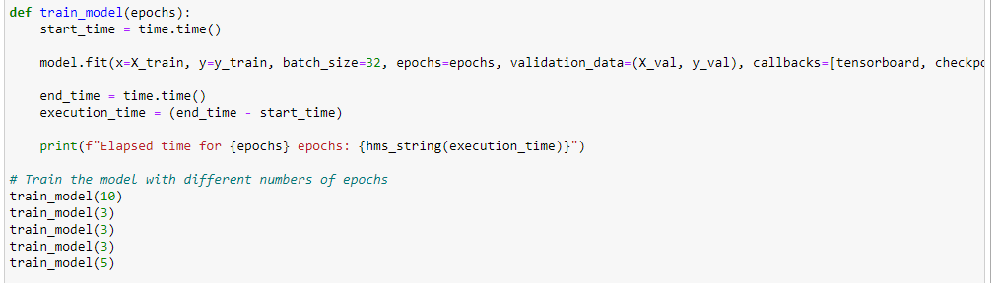 def train_model(epochs):
    start_time = time.time()

    model.fit(x=X_train, y=y_train, batch_size=32, epochs=epochs, validation_data=(X_val, y_val), callbacks=[tensorboard,

    end_time = time.time()
    execution_time = (end_time - start_time)

    print(f"Elapsed time for {epochs} epochs: {hms_string(execution_time)}")

# Train the model with different numbers of epochs
train_model(10)
train_model(3)
train_model(3)
train_model(3)
train_model(5)